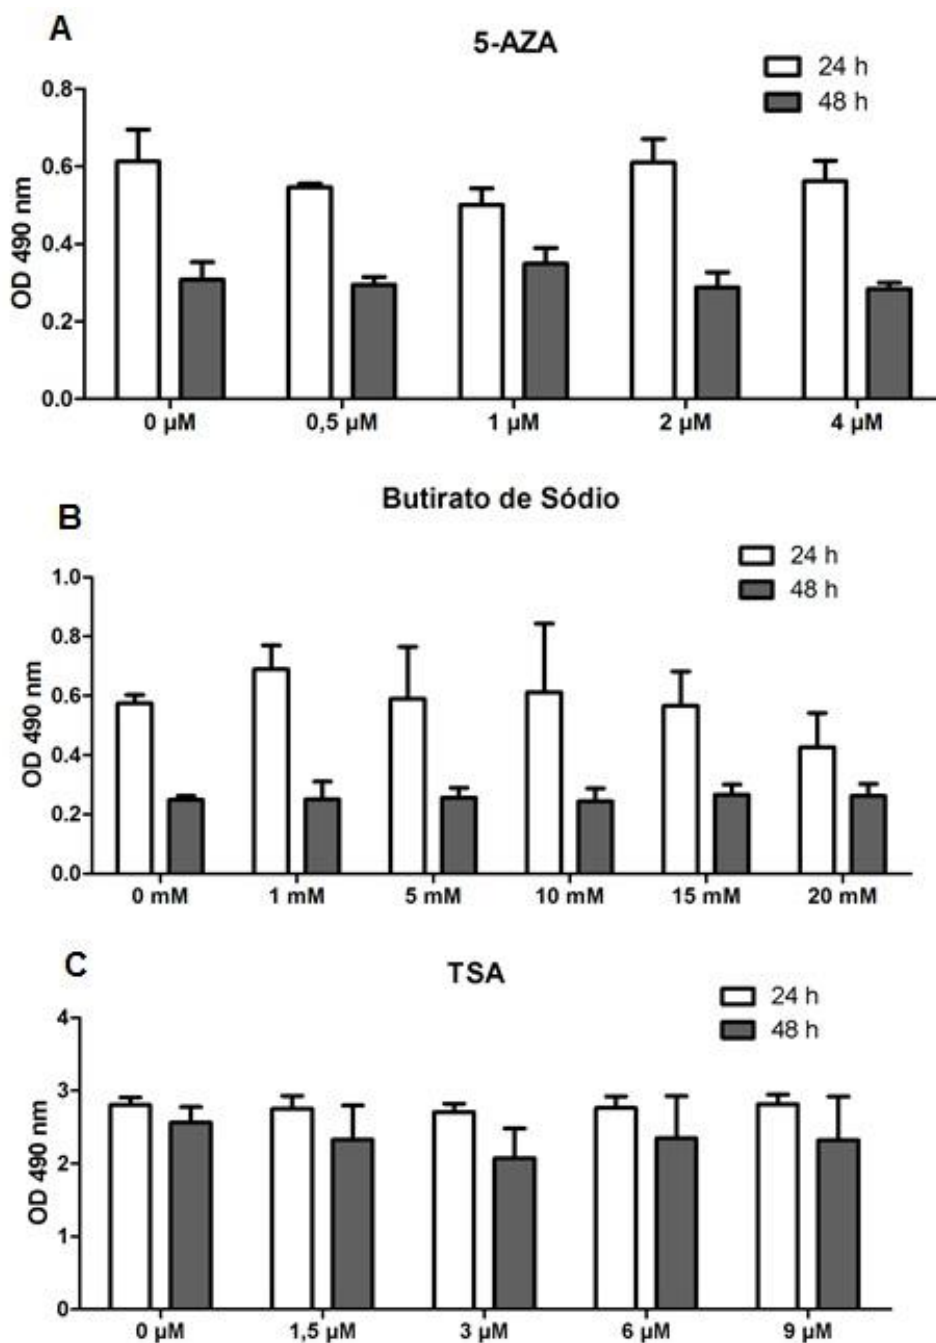 A
5-AZA
24 h
48 h
OD 490 nm
0.8
0.6
0.4
0.2
0.0
0 µM 0,5 µM 1 µM 2 µM 4 µM
B
Butirato de Sódio
24 h
48 h
OD 490 nm
1.0
0.8
0.6
0.4
0.2
0.0
0 mM 1 mM 5 mM 10 mM 15 mM 20 mM
C
TSA
24 h
48 h
OD 490 nm
4
3
2
1
0
0 µM 1,5 µM 3 µM 6 µM 9 µM